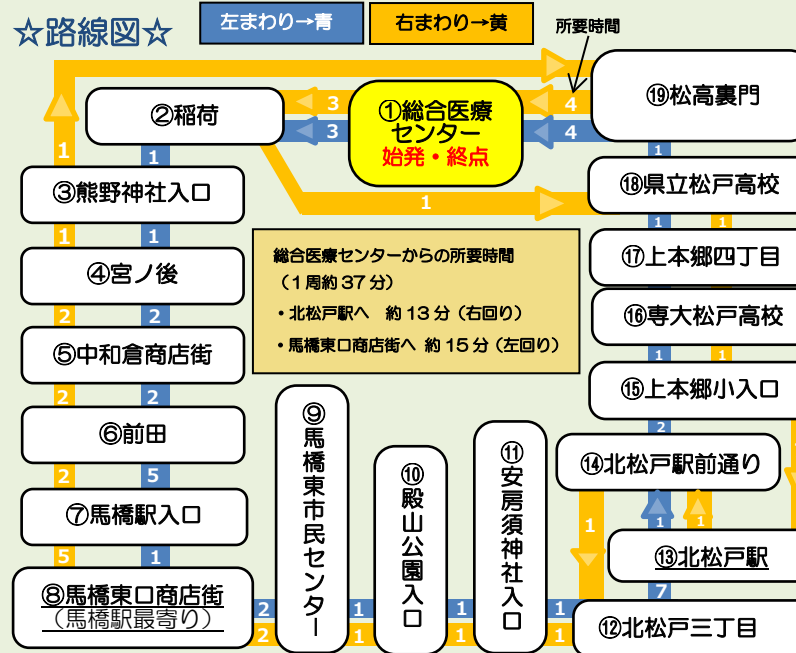 ☆路線図☆
左まわり→青
右まわり→黄
所要時間
①総合医療
センター
始発・終点
②稲荷
③熊野神社入口
④宮ノ後
⑤中和倉商店街
⑥前田
⑦馬橋駅入口
⑧馬橋東口商店街
(馬橋駅最寄り)
⑨馬橋東市民センター
⑩殿山公園入口
⑪安房須神社入口
⑫北松戸三丁目
⑬北松戸駅
⑭北松戸駅前通り
⑮上本郷小入口
⑯専大松戸高校
⑰上本郷四丁目
⑱県立松戸高校
⑲松高裏門
総合医療センターからの所要時間
(1周約37分)
・北松戸駅へ 約13分(右回り)
・馬橋東口商店街へ 約15分(左回り)
3
3
4
4
1
1
1
1
1
2
2
2
2
2
5
5
1
2
2
1
1
1
1
1
1
7
1
1
1
2
1
1
1
1